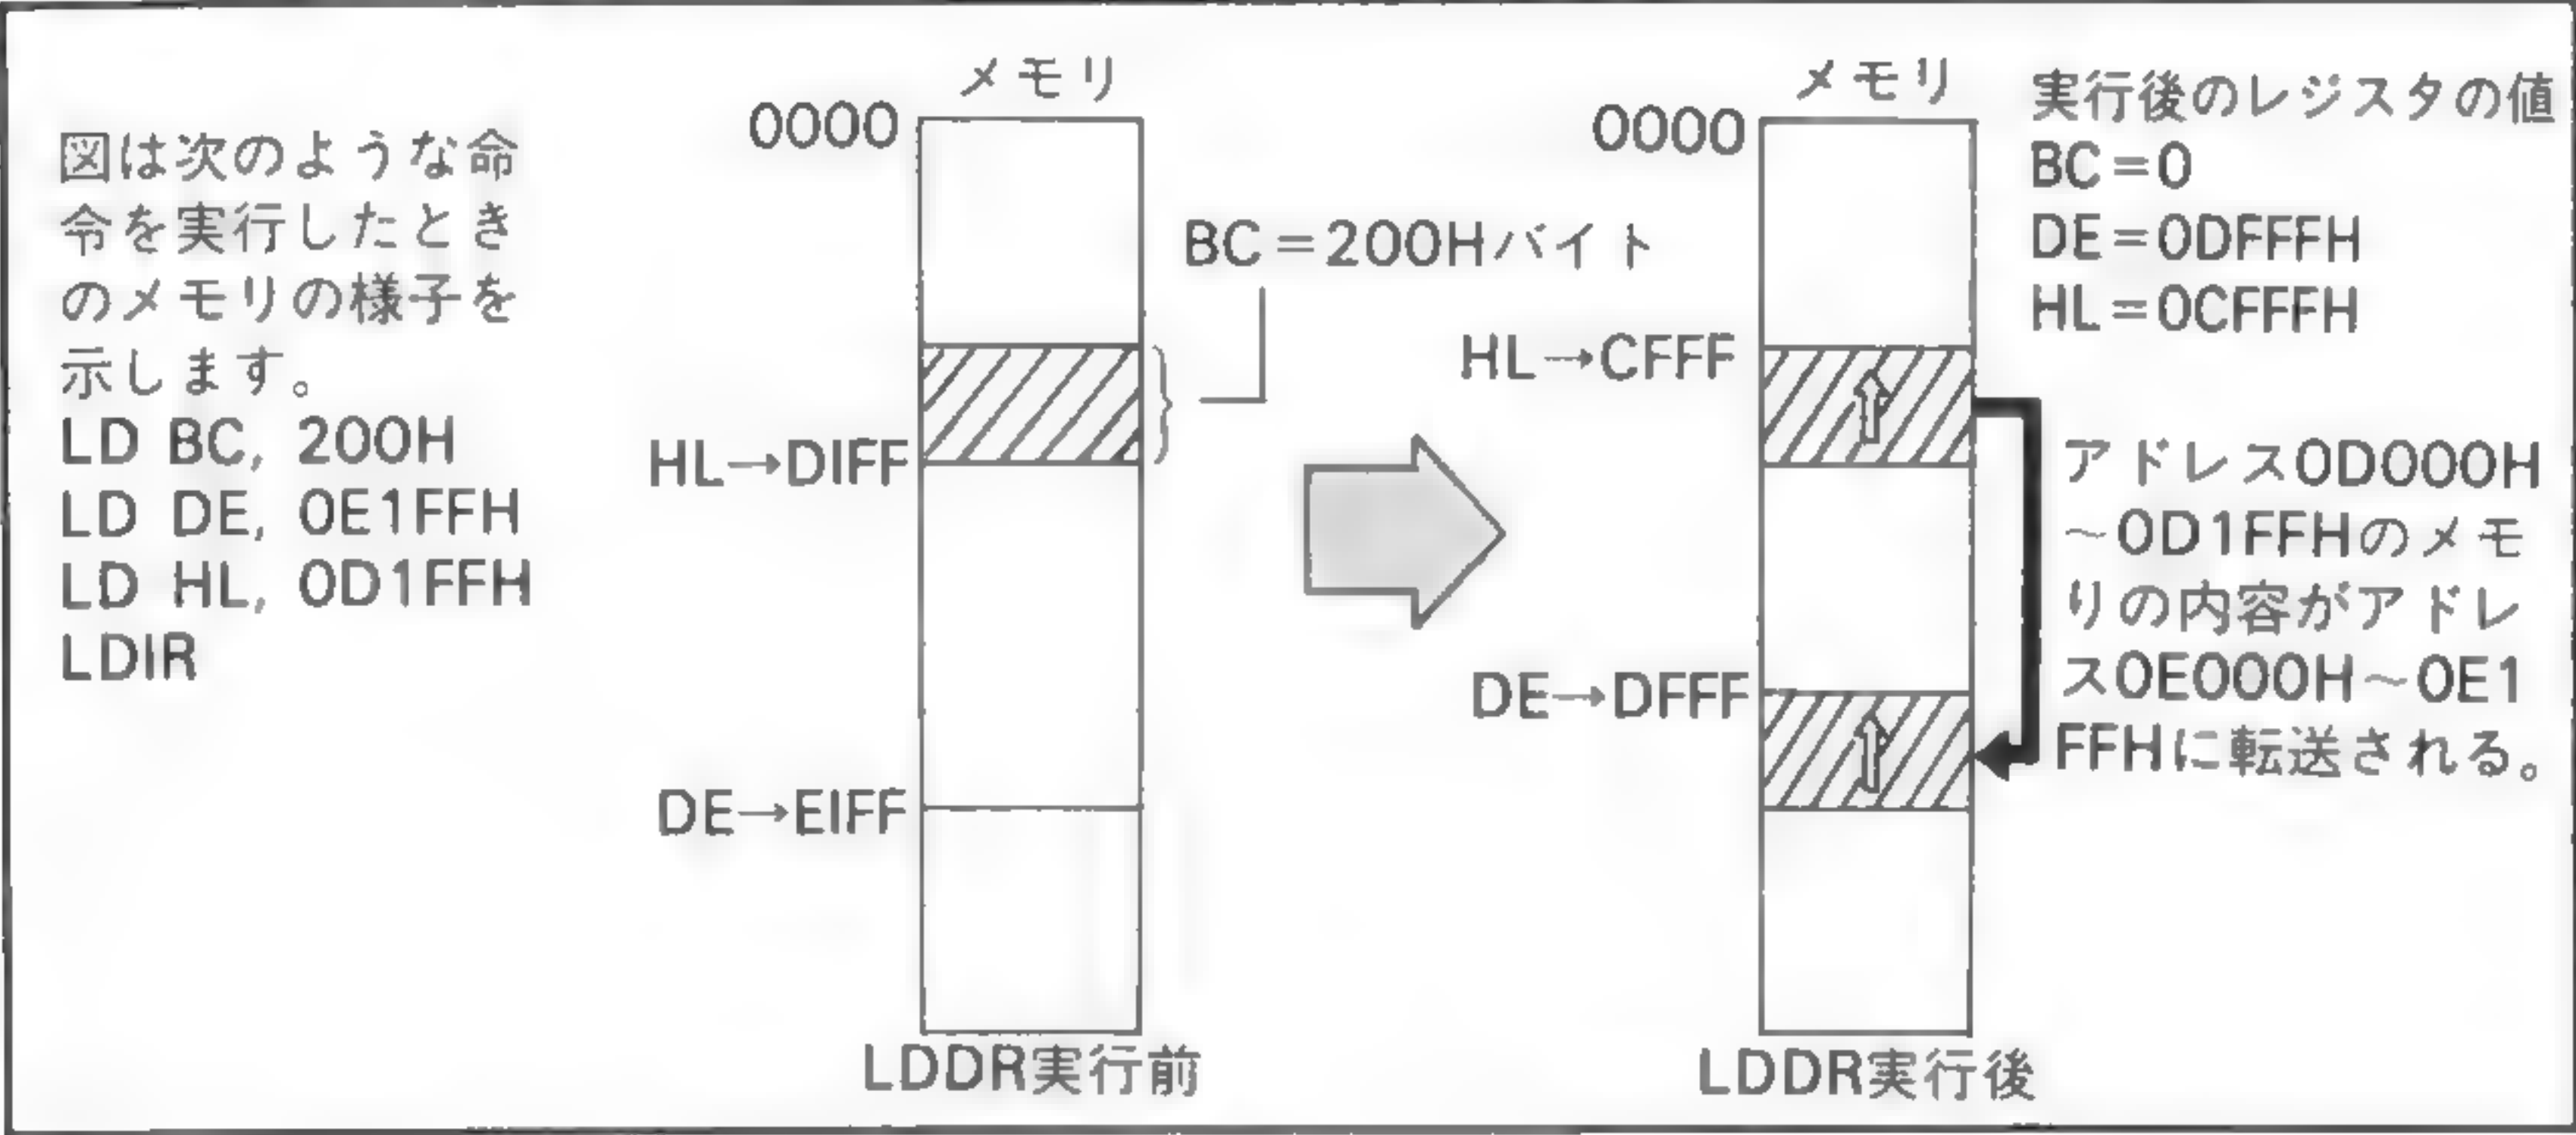 図は次のような命
令を実行したとき
のメモリの様子を
示します。
LD BC, 200H
LD DE, 0E1FFH
LD HL, 0D1FFH
LDIR
メモリ
0000
BC=200Hバイト
HL→D1FF
DE→E1FF
LDDR実行前
メモリ
0000
HL→CFFF
DE→DFFF
LDDR実行後
実行後のレジスタの値
BC=0
DE=0DFFFH
HL=0CFFFH
アドレス0D000H
～0D1FFHのメモ
リの内容がアドレ
ス0E000H～0E1
FFHに転送される。